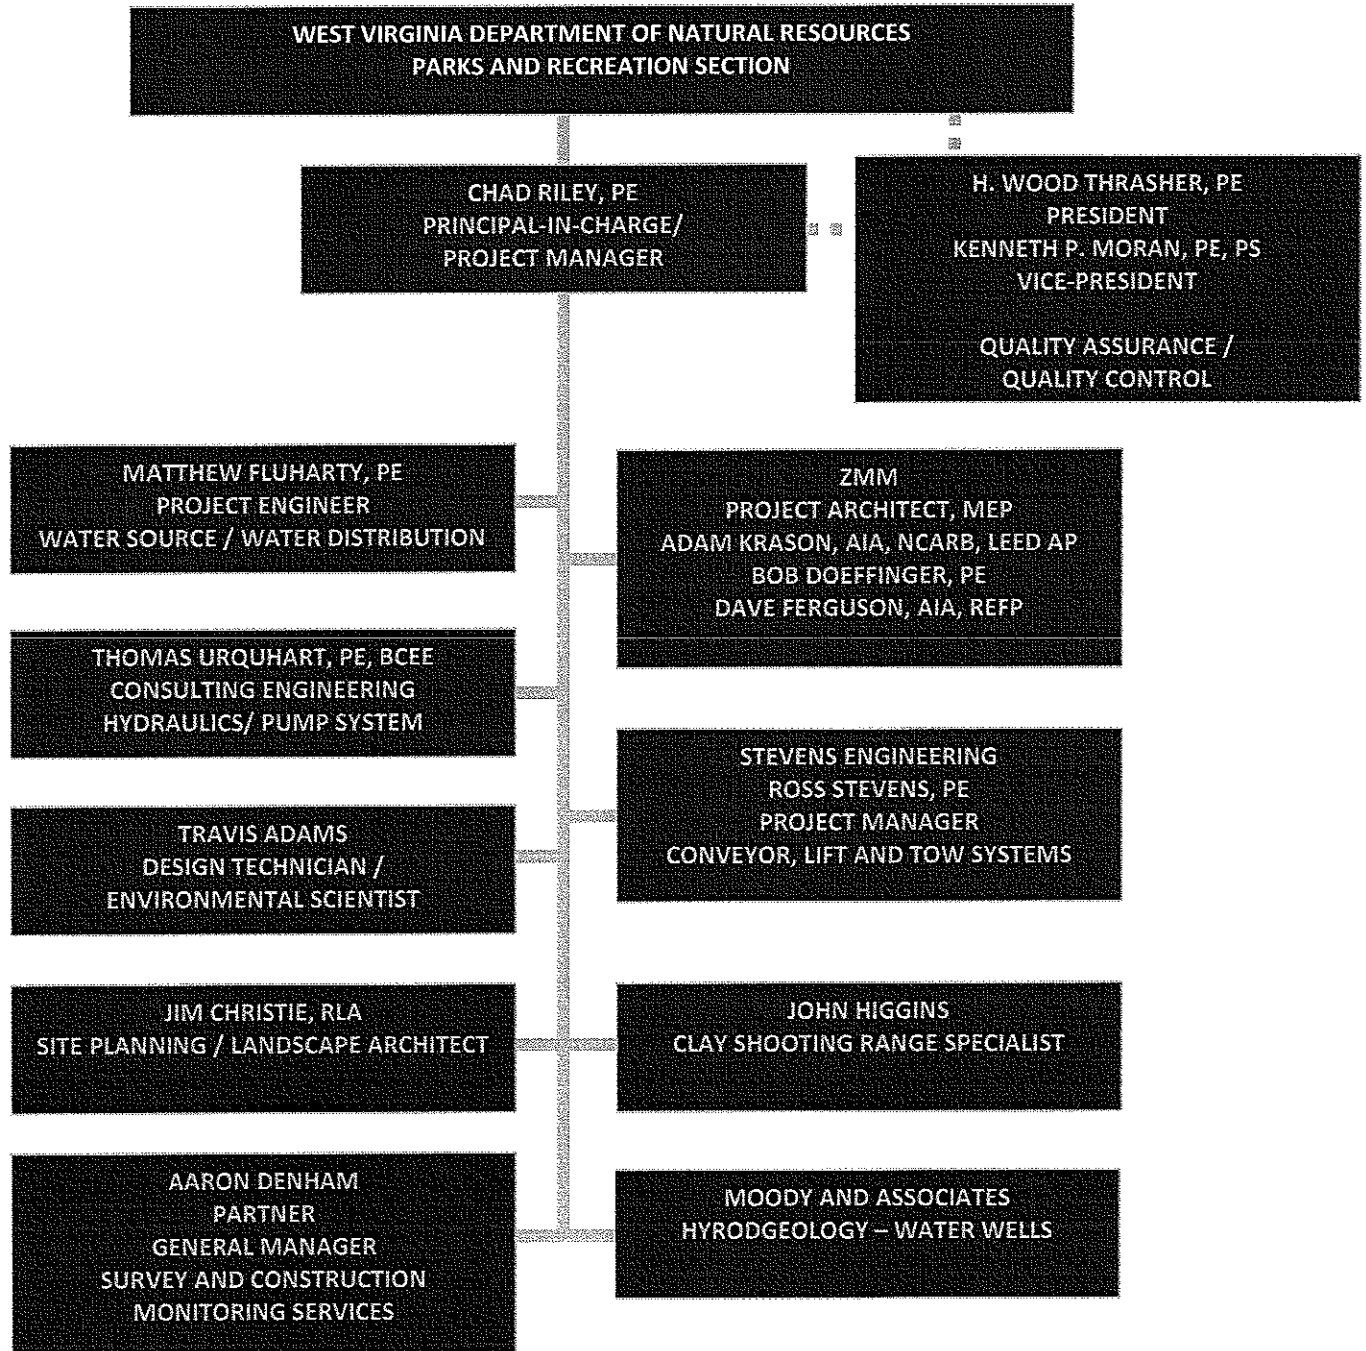 WEST VIRGINIA DEPARTMENT OF NATURAL RESOURCES
PARKS AND RECREATION SECTION
CHAD RILEY, PE
PRINCIPAL-IN-CHARGE/
PROJECT MANAGER
H. WOOD THRASHER, PE
PRESIDENT
KENNETH P. MORAN, PE, PS
VICE-PRESIDENT
QUALITY ASSURANCE /
QUALITY CONTROL
MATTHEW FLUHARTY, PE
PROJECT ENGINEER
WATER SOURCE / WATER DISTRIBUTION
ZMM
PROJECT ARCHITECT, MEP
ADAM KRASON, AIA, NCARB, LEED AP
BOB DOEFFINGER, PE
DAVE FERGUSON, AIA, REFP
THOMAS URQUHART, PE, BCEE
CONSULTING ENGINEERING
HYDRAULICS/ PUMP SYSTEM
STEVENS ENGINEERING
ROSS STEVENS, PE
PROJECT MANAGER
CONVEYOR, LIFT AND TOW SYSTEMS
TRAVIS ADAMS
DESIGN TECHNICIAN /
ENVIRONMENTAL SCIENTIST
JIM CHRISTIE, RLA
SITE PLANNING / LANDSCAPE ARCHITECT
JOHN HIGGINS
CLAY SHOOTING RANGE SPECIALIST
AARON DENHAM
PARTNER
GENERAL MANAGER
SURVEY AND CONSTRUCTION
MONITORING SERVICES
MOODY AND ASSOCIATES
HYRODGEOLOGY – WATER WELLS